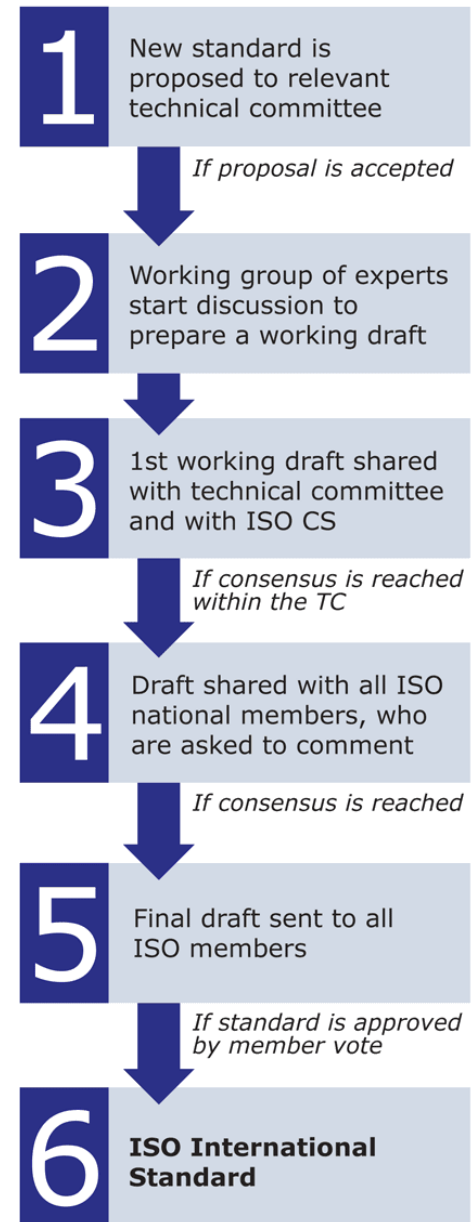 1
New standard is
proposed to relevant
technical committee
If proposal is accepted
2
Working group of experts
start discussion to
prepare a working draft
3
1st working draft shared
with technical committee
and with ISO CS
If consensus is reached
within the TC
4
Draft shared with all ISO
national members, who
are asked to comment
If consensus is reached
5
Final draft sent to all
ISO members
If standard is approved
by member vote
6
ISO International
Standard